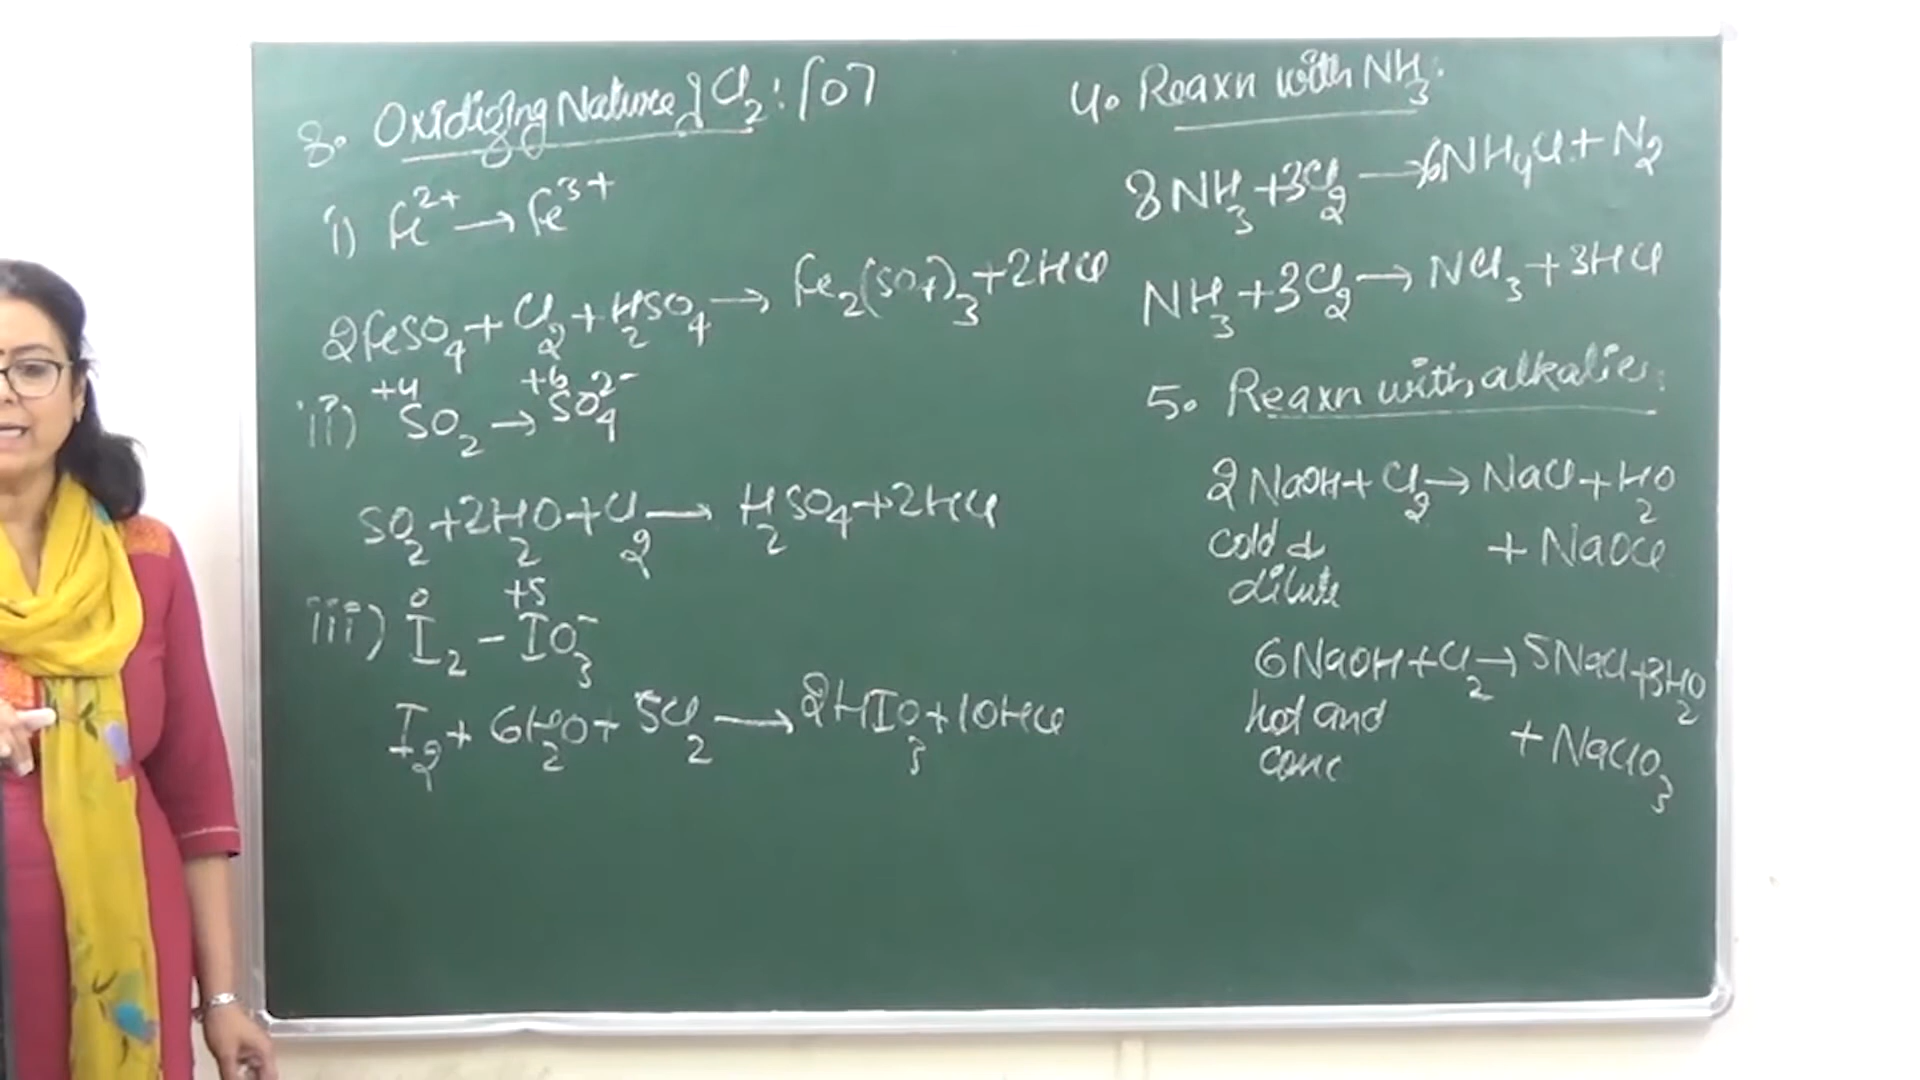 3. Oxidizing Nature of Cl₂: [O]
i) Fe²⁺ → Fe³⁺
2FeSO₄ + Cl₂ + H₂SO₄ → Fe₂(SO₄)₃ + 2HCl
ii) +4 +6
SO₂ → SO₄²⁻
SO₂ + 2H₂O + Cl₂ → H₂SO₄ + 2HCl
iii) 0 +5
I₂ - IO₃⁻
I₂ + 6H₂O + 5Cl₂ → 2HIO₃ + 10HCl
4. Reaxn with NH₃:
8NH₃ + 3Cl₂ → 6NH₄Cl + N₂
NH₃ + 3Cl₂ → NCl₃ + 3HCl
5. Reaxn with alkalies:
2NaOH + Cl₂ → NaCl + H₂O
cold & + NaOCl
dilute
6NaOH + Cl₂ → 5NaCl + 3H₂O
hot and + NaClO₃
conc